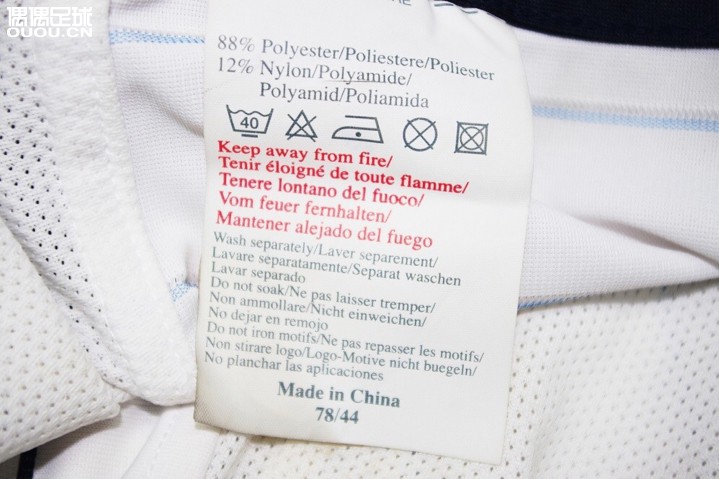 偶偶足球
OUOU.CN
88% Polyester/Poliestere/Poliester
12% Nylon/Polyamide/
Polyamid/Poliamida
40
Keep away from fire/
Tenir éloigné de toute flamme/
Tenere lontano del fuoco/
Vom feuer fernhalten/
Mantener alejado del fuego
Wash separately/Laver separement/
Lavare separatamente/Separat waschen
Lavar separado
Do not soak/Ne pas laisser tremper/
Non ammollare/Nicht einweichen/
No dejar en remojo
Do not iron motifs/Ne pas repasser les motifs/
Non stirare logo/Logo-Motive nicht buegeln/
No planchar las aplicaciones
Made in China
78/44